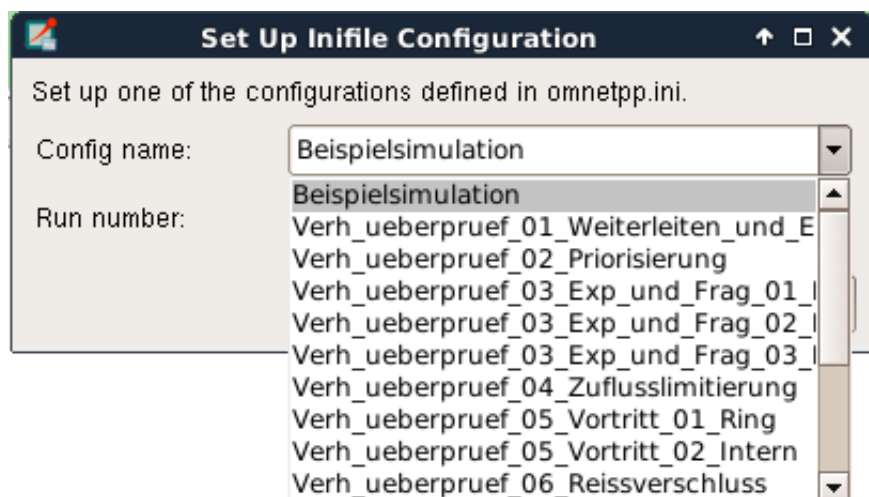 Set Up Inifile Configuration
Set up one of the configurations defined in omnetpp.ini.
Config name:
Beispielsimulation
Run number:
Beispielsimulation
Verh_ueberpruef_01_Weiterleiten_und_E
Verh_ueberpruef_02_Priorisierung
Verh_ueberpruef_03_Exp_und_Frag_01_
Verh_ueberpruef_03_Exp_und_Frag_02_
Verh_ueberpruef_03_Exp_und_Frag_03_
Verh_ueberpruef_04_Zuflusslimitierung
Verh_ueberpruef_05_Vortritt_01_Ring
Verh_ueberpruef_05_Vortritt_02_Intern
Verh_ueberpruef_06_Reissverschluss